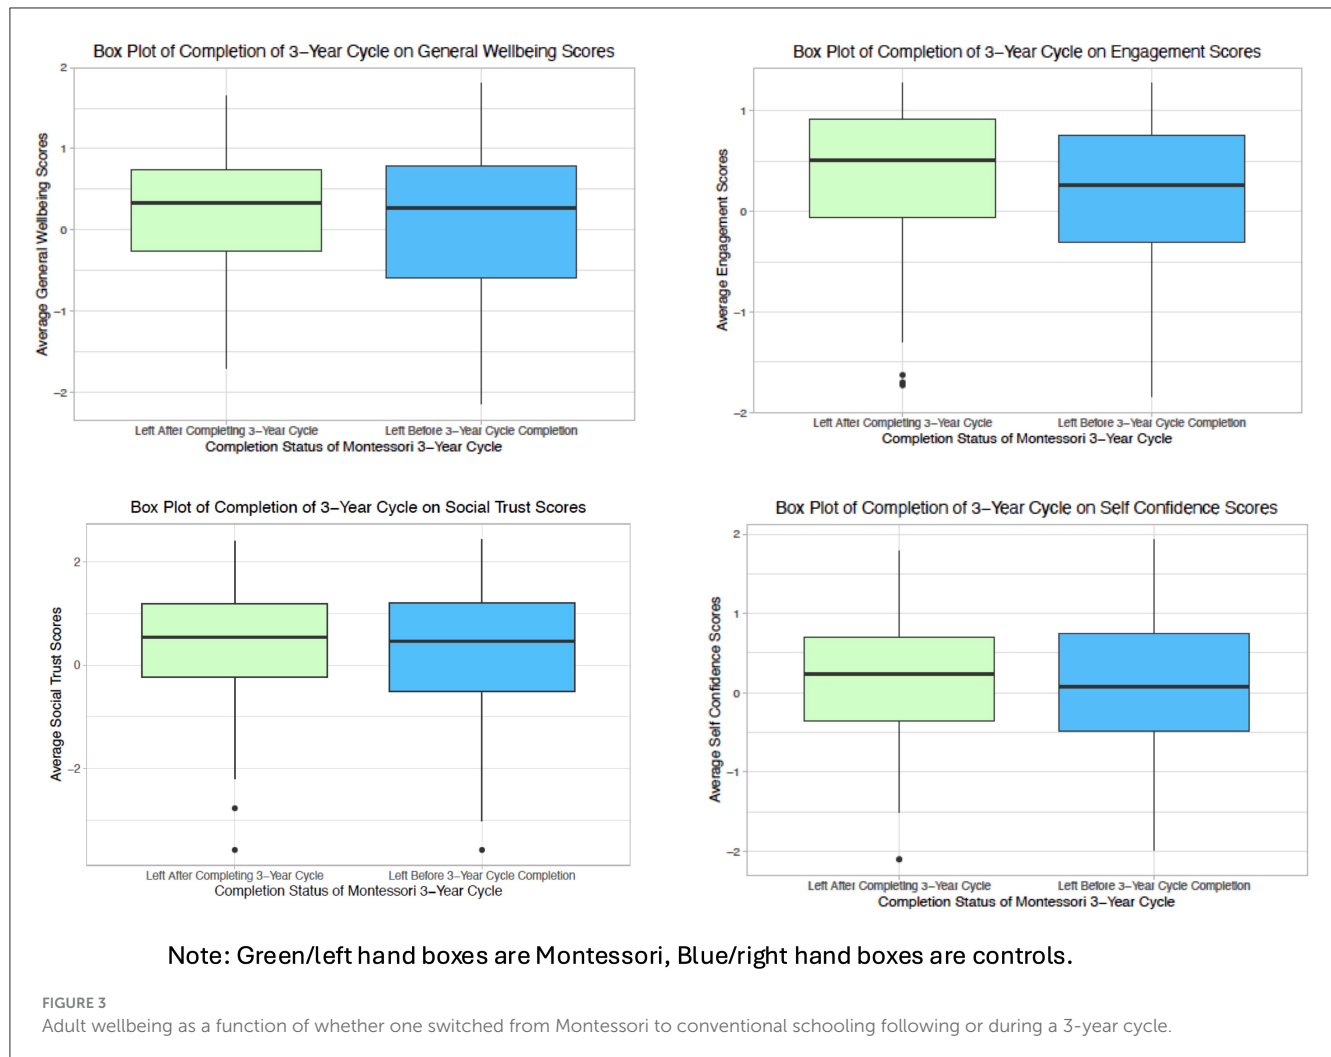 Box Plot of Completion of 3−Year Cycle on General Wellbeing Scores
2
1
0
−1
−2
Average General Wellbeing Scores
Left After Completing 3−Year Cycle
Left Before 3−Year Cycle Completion
Completion Status of Montessori 3−Year Cycle
Box Plot of Completion of 3−Year Cycle on Engagement Scores
1
0
−1
−2
Average Engagement Scores
Left After Completing 3−Year Cycle
Left Before 3−Year Cycle Completion
Completion Status of Montessori 3−Year Cycle
Box Plot of Completion of 3−Year Cycle on Social Trust Scores
2
0
−2
Average Social Trust Scores
Left After Completing 3−Year Cycle
Left Before 3−Year Cycle Completion
Completion Status of Montessori 3−Year Cycle
Box Plot of Completion of 3−Year Cycle on Self Confidence Scores
2
1
0
−1
−2
Average Self Confidence Scores
Left After Completing 3−Year Cycle
Left Before 3−Year Cycle Completion
Completion Status of Montessori 3−Year Cycle
Note: Green/left hand boxes are Montessori, Blue/right hand boxes are controls.
FIGURE 3
Adult wellbeing as a function of whether one switched from Montessori to conventional schooling following or during a 3-year cycle.